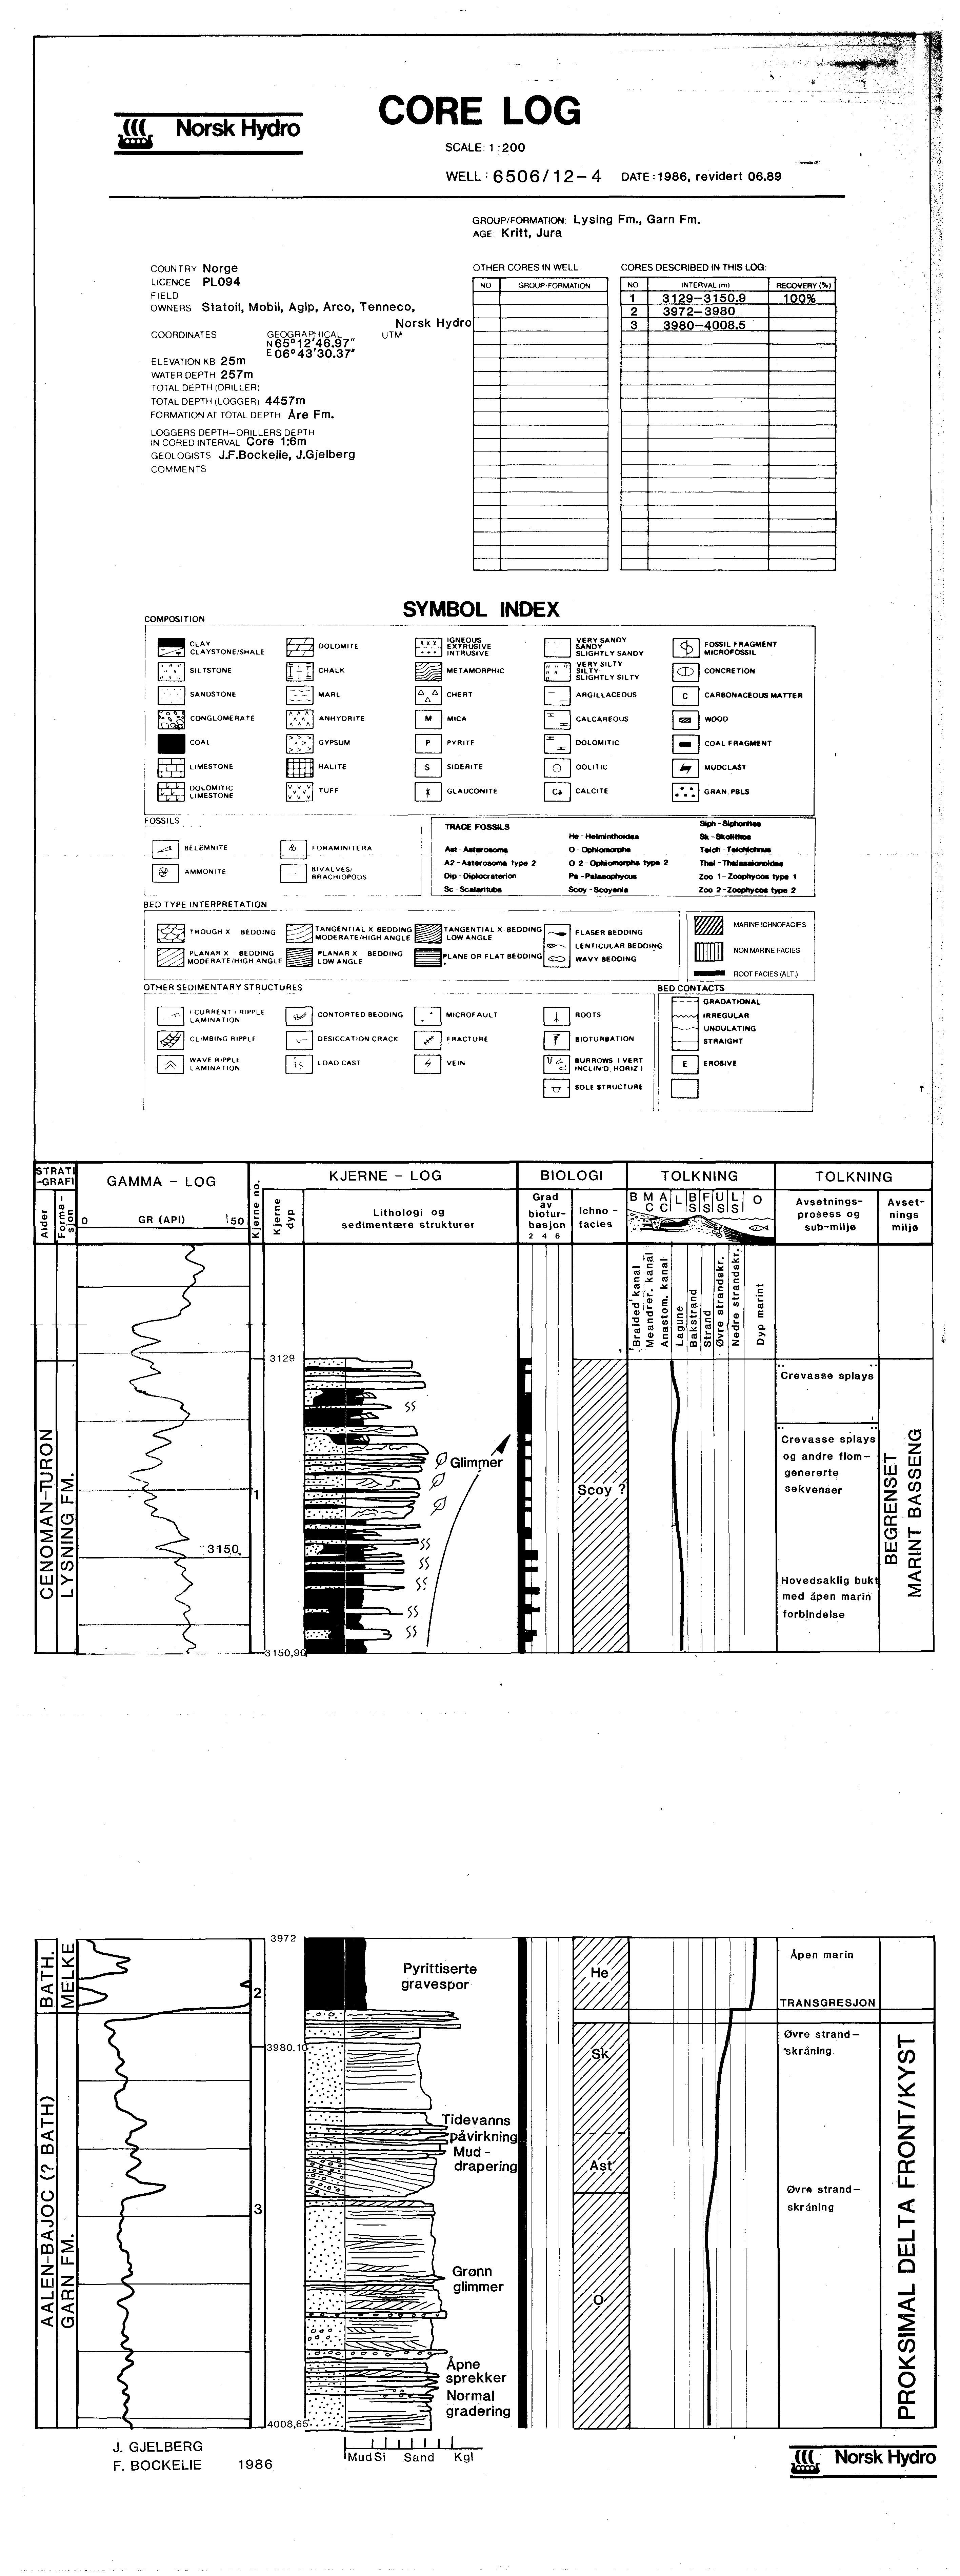 CORE LOG
Norsk Hydro
SCALE: 1:200
WELL: 6506/12-4 DATE: 1986, revidert 06.89
GROUP/FORMATION: Lysing Fm., Garn Fm.
AGE: Kritt, Jura
COUNTRY Norge
LICENCE PL094
FIELD
OWNERS Statoil, Mobil, Agip, Arco, Tenneco,
Norsk Hydro
COORDINATES GEOGRAPHICAL UTM
N 65°12'46.97"
E 06°43'30.37"
ELEVATION KB 25m
WATER DEPTH 257m
TOTAL DEPTH (DRILLER)
TOTAL DEPTH (LOGGER) 4457m
FORMATION AT TOTAL DEPTH Åre Fm.
LOGGERS DEPTH-DRILLERS DEPTH
IN CORED INTERVAL Core 1:6m
GEOLOGISTS J.F.Bockelie, J.Gjelberg
COMMENTS
OTHER CORES IN WELL:
NO GROUP/FORMATION
CORES DESCRIBED IN THIS LOG:
NO INTERVAL (m) RECOVERY (%)
1 3129-3150.9 100%
2 3972-3980
3 3980-4008.5
SYMBOL INDEX
COMPOSITION
CLAY
CLAYSTONE/SHALE
SILTSTONE
SANDSTONE
CONGLOMERATE
COAL
LIMESTONE
DOLOMITIC
LIMESTONE
DOLOMITE
CHALK
MARL
ANHYDRITE
GYPSUM
HALITE
TUFF
IGNEOUS
EXTRUSIVE
INTRUSIVE
METAMORPHIC
CHERT
M MICA
P PYRITE
S SIDERITE
GLAUCONITE
VERY SANDY
SANDY
SLIGHTLY SANDY
VERY SILTY
SILTY
SLIGHTLY SILTY
ARGILLACEOUS
CALCAREOUS
DOLOMITIC
OOLITIC
Ca CALCITE
FOSSIL FRAGMENT
MICROFOSSIL
CONCRETION
C CARBONACEOUS MATTER
WOOD
COAL FRAGMENT
MUDCLAST
GRAN, PBLS
FOSSILS
BELEMNITE
AMMONITE
FORAMINITERA
BIVALVES/
BRACHIOPODS
TRACE FOSSILS
Ast - Asterosoma
A2 - Asterosoma type 2
Dip - Diplocraterion
Sc - Scalarituba
He - Helminthoides
O - Ophiomorpha
O 2 - Ophiomorpha type 2
Pa - Palaeophycus
Scoy - Scoyenia
Siph - Siphonites
Sk - Skolithos
Teich - Teichichnus
Thal - Thalassionoides
Zoo 1 - Zoophycos type 1
Zoo 2 - Zoophycos type 2
BED TYPE INTERPRETATION
TROUGH X BEDDING
PLANAR X BEDDING
MODERATE/HIGH ANGLE
TANGENTIAL X BEDDING
MODERATE/HIGH ANGLE
PLANAR X BEDDING
LOW ANGLE
TANGENTIAL X-BEDDING
LOW ANGLE
PLANE OR FLAT BEDDING
FLASER BEDDING
LENTICULAR BEDDING
WAVY BEDDING
MARINE ICHNOFACIES
NON MARINE FACIES
ROOT FACIES (ALT.)
OTHER SEDIMENTARY STRUCTURES
(CURRENT) RIPPLE
LAMINATION
CLIMBING RIPPLE
WAVE RIPPLE
LAMINATION
CONTORTED BEDDING
DESICCATION CRACK
LOAD CAST
MICROFAULT
FRACTURE
VEIN
ROOTS
BIOTURBATION
BURROWS (VERT
INCLIN'D, HORIZ)
SOLE STRUCTURE
BED CONTACTS
GRADATIONAL
IRREGULAR
UNDULATING
STRAIGHT
E EROSIVE
STRATI
-GRAFI
Alder
Forma-
sjon
GAMMA - LOG
0 GR (API) 150
Kjerne no.
KJERNE - LOG
Kjerne
dyp
Lithologi og
sedimentære strukturer
BIOLOGI
Grad
av
biotur-
basjon
2 4 6
Ichno-
facies
TOLKNING
B MC AC L BS FS US LS O
TOLKNING
Avsetnings-
prosess og
sub-miljø
Avset-
nings
miljø
Braided kanal
Meandrer. kanal
Anastom. kanal
Lagune
Bakstrand
Strand
Øvre strandskr.
Nedre strandskr.
Dyp marint
3129
CENOMAN-TURON
LYSNING FM.
3150
1
3150,90
Glimmer
Scoy ?
Crevasse splays
Crevasse splays
og andre flom-
genererte
sekvenser
Hovedsaklig bukt
med åpen marin
forbindelse
BEGRENSET
MARINT BASSENG
BATH.
MELKE
3972
2
Pyrittiserte
gravespor
He
Åpen marin
TRANSGRESJON
AALEN-BAJOC (? BATH)
GARN FM.
3980,10
3
Sk
Øvre strand-
skråning
Tidevanns
påvirkning
Mud-
drapering
Ast
Øvre strand-
skråning
Grønn
glimmer
O
Åpne
sprekker
Normal
gradering
PROKSIMAL DELTA FRONT/KYST
4008,65
J. GJELBERG
F. BOCKELIE 1986
Mud Si Sand Kgl
Norsk Hydro